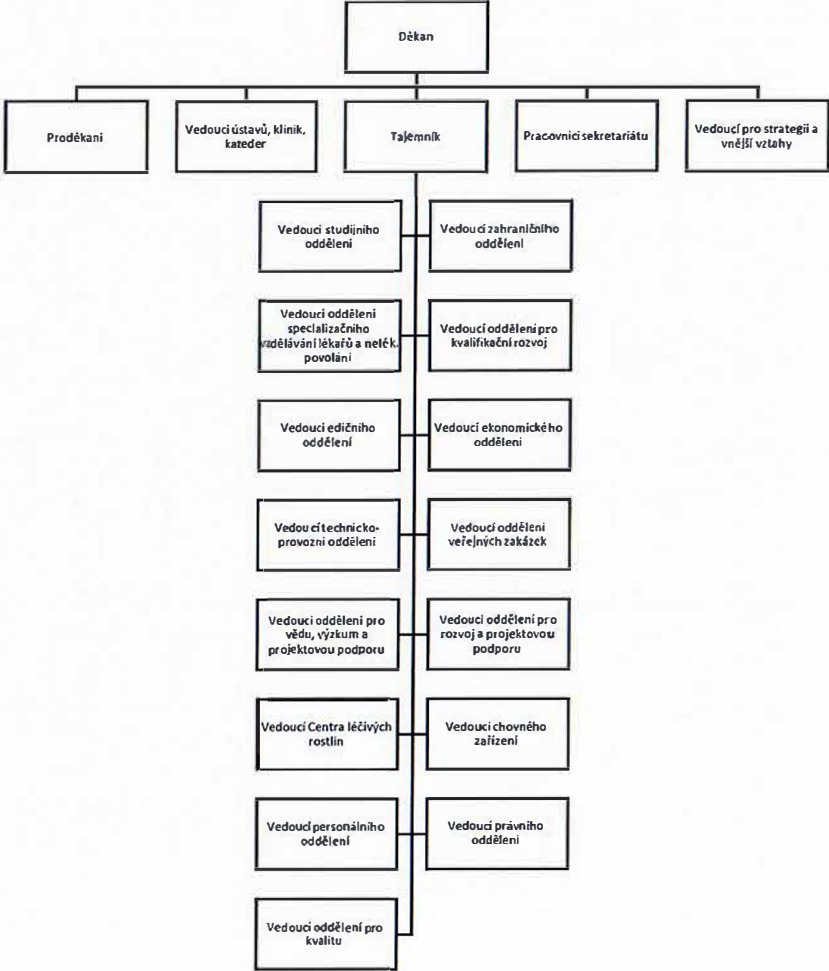 Děkan
Proděkani
Vedoucí ústavů, klinik,
kateder
Tajemník
Pracovníci sekretariátu
Vedoucí pro strategii a
vnější vztahy
Vedoucí studijního
oddělení
Vedoucí zahraničního
oddělení
Vedoucí oddělení
specializačního
vzdělávání lékařů a nelék.
povolání
Vedoucí oddělení pro
kvalifikační rozvoj
Vedoucí edičního
oddělení
Vedoucí ekonomického
oddělení
Vedoucí technicko-
provozní oddělení
Vedoucí oddělení
veřejných zakázek
Vedoucí oddělení pro
vědu, výzkum a
projektovou podporu
Vedoucí oddělení pro
rozvoj a projektovou
podporu
Vedoucí Centra léčivých
rostlin
Vedoucí chovného
zařízení
Vedoucí personálního
oddělení
Vedoucí právního
oddělení
Vedoucí oddělení pro
kvalitu